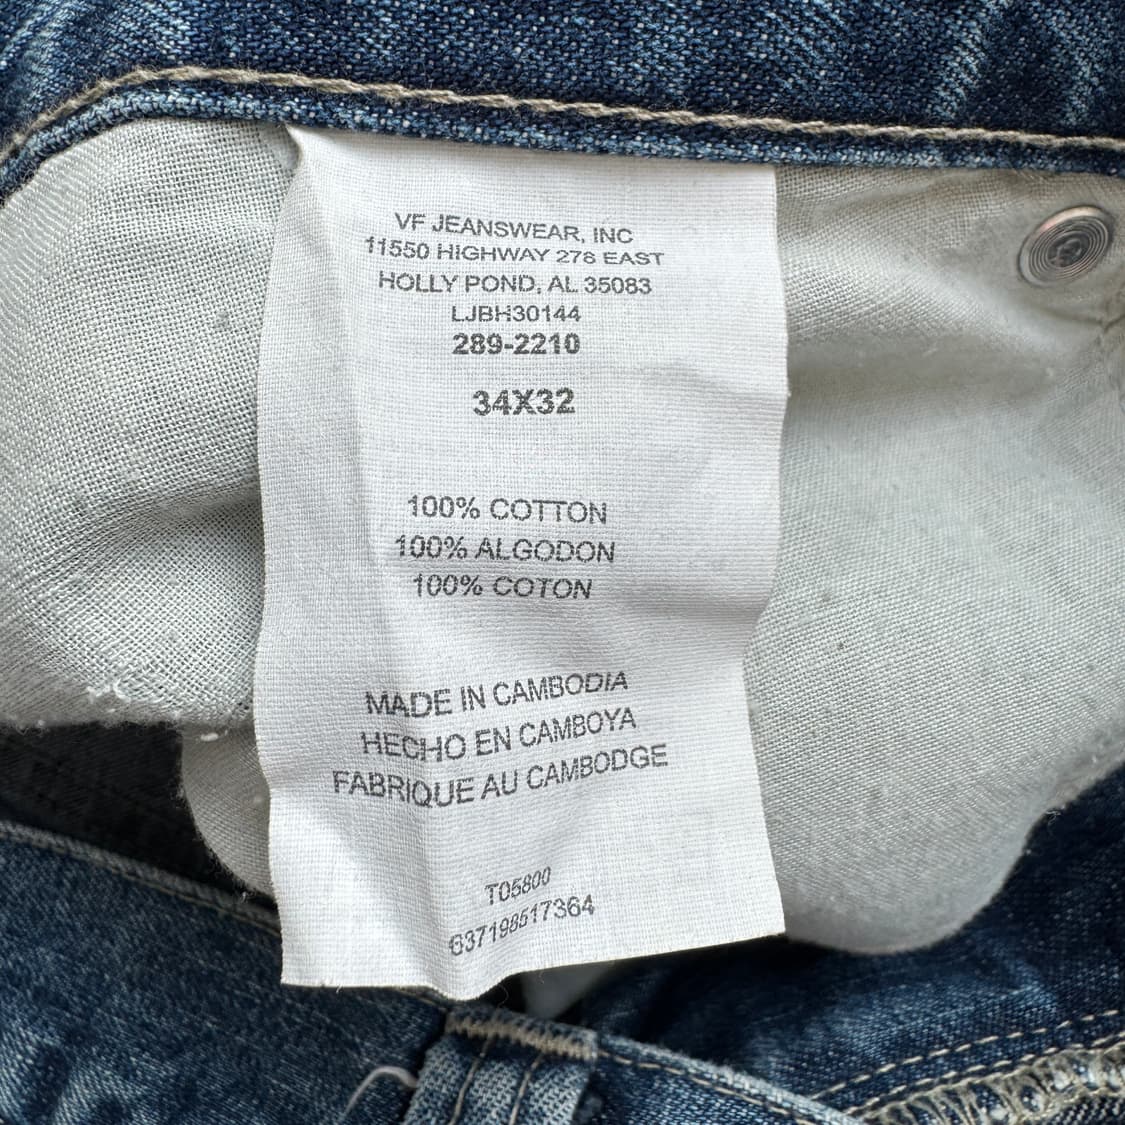 VF JEANSWEAR, INC
11550 HIGHWAY 278 EAST
HOLLY POND, AL 35083
LJBH30144
289-2210
34X32
100% COTTON
100% ALGODON
100% COTON
MADE IN CAMBODIA
HECHO EN CAMBOYA
FABRIQUE AU CAMBODGE
TO5800
637198517364